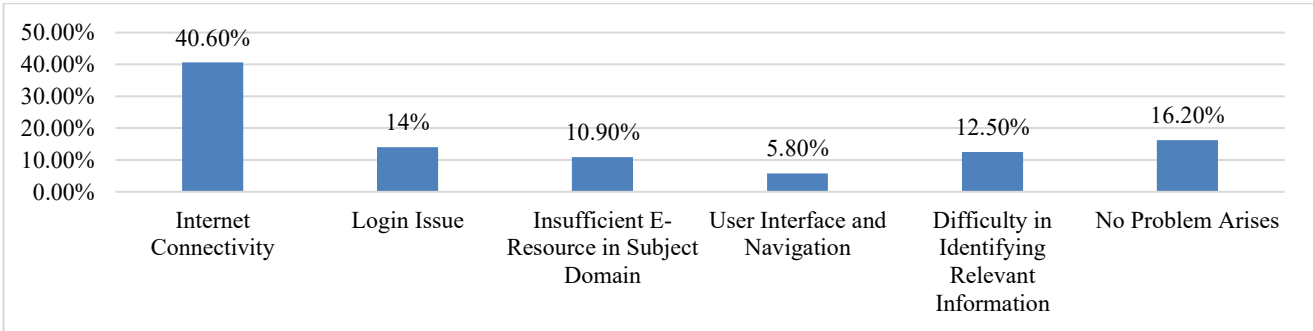 50.00%
40.00%
30.00%
20.00%
10.00%
0.00%
40.60%
14%
10.90%
5.80%
12.50%
16.20%
Internet
Connectivity
Login Issue
Insufficient E-
Resource in Subject
Domain
User Interface and
Navigation
Difficulty in
Identifying
Relevant
Information
No Problem Arises